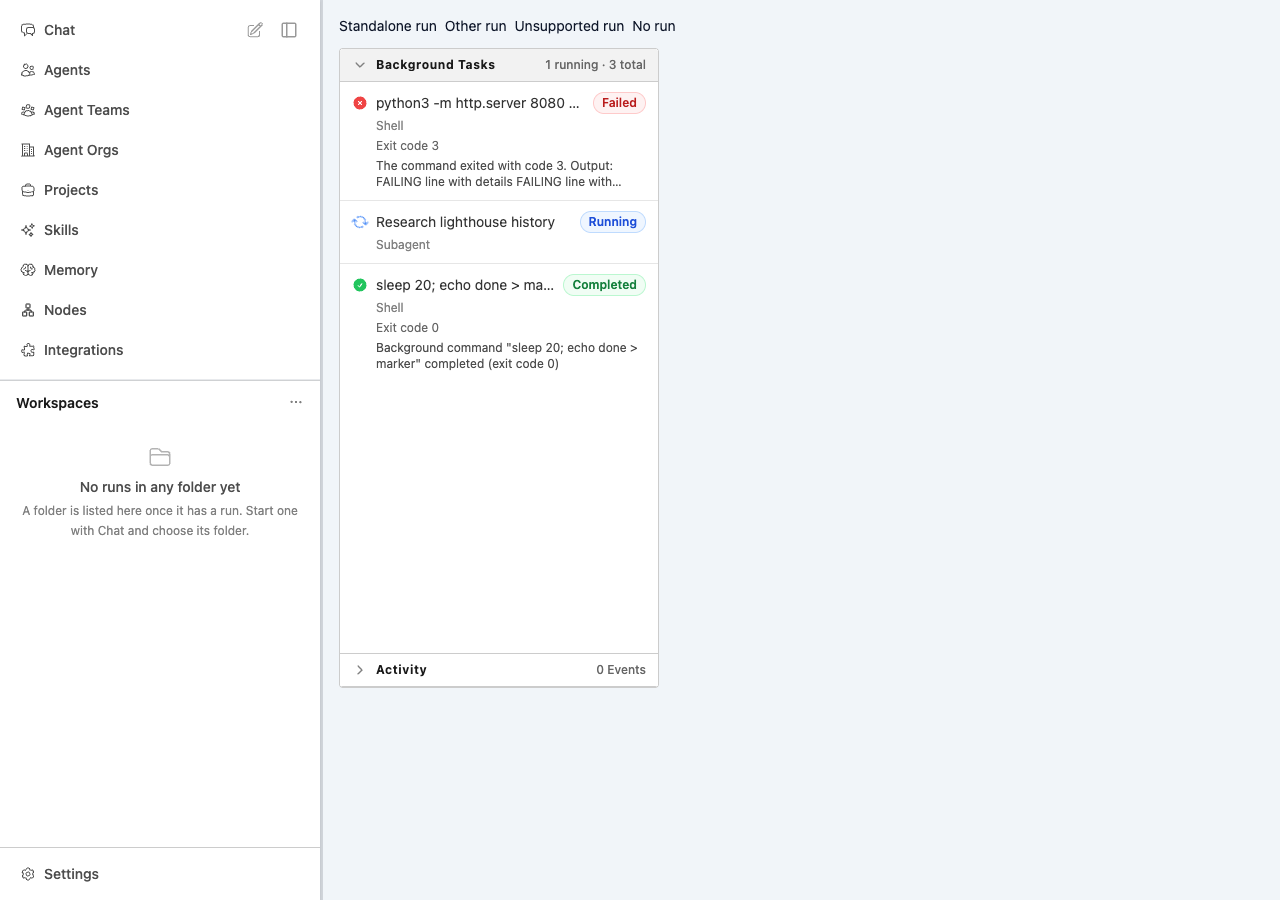 Chat
Agents
Agent Teams
Agent Orgs
Projects
Skills
Memory
Nodes
Integrations
Workspaces
No runs in any folder yet
A folder is listed here once it has a run. Start one
with Chat and choose its folder.
Settings
Standalone run Other run Unsupported run No run
Background Tasks 1 running · 3 total
python3 -m http.server 8080 ... Failed
Shell
Exit code 3
The command exited with code 3. Output:
FAILING line with details FAILING line with...
Research lighthouse history Running
Subagent
sleep 20; echo done > ma... Completed
Shell
Exit code 0
Background command "sleep 20; echo done >
marker" completed (exit code 0)
Activity 0 Events